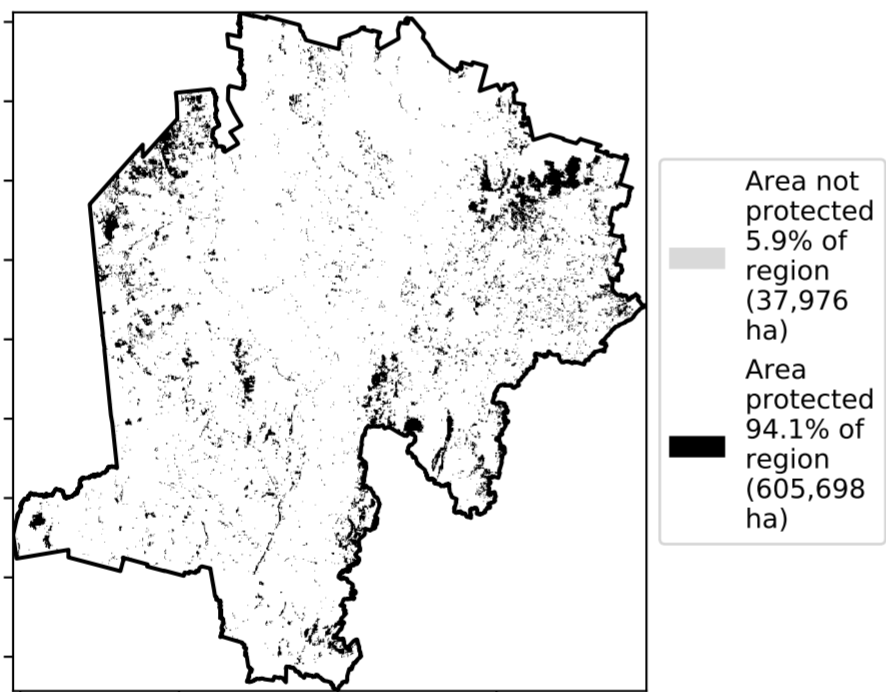 Area not
protected
5.9% of
region
(37,976
ha)
Area
protected
94.1% of
region
(605,698
ha)